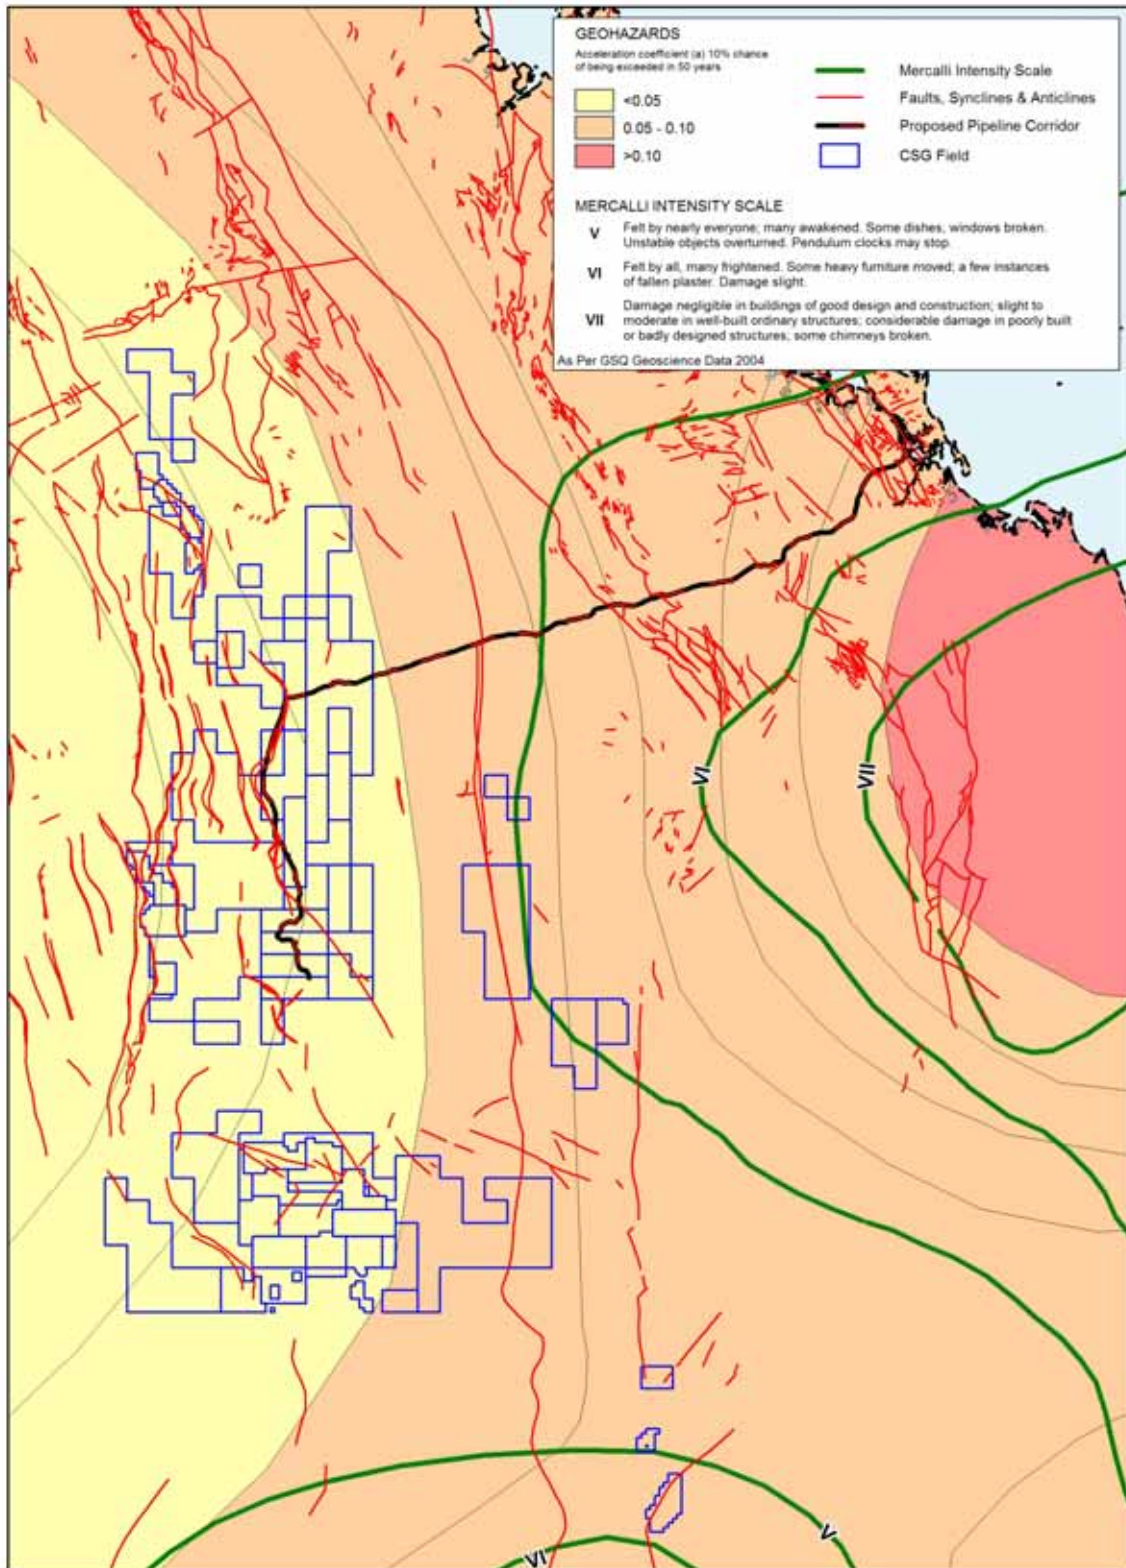 GEOHAZARDS
Acceleration coefficient (a) 10% chance
of being exceeded in 50 years
<0.05
0.05 - 0.10
>0.10
Mercalli Intensity Scale
Faults, Synclines & Anticlines
Proposed Pipeline Corridor
CSG Field
MERCALLI INTENSITY SCALE
V Felt by nearly everyone; many awakened. Some dishes, windows broken.
Unstable objects overturned. Pendulum clocks may stop.
VI Felt by all, many frightened. Some heavy furniture moved; a few instances
of fallen plaster. Damage slight.
VII Damage negligible in buildings of good design and construction; slight to
moderate in well-built ordinary structures; considerable damage in poorly built
or badly designed structures; some chimneys broken.
As Per GSQ Geoscience Data 2004
VI
VII
V
VI